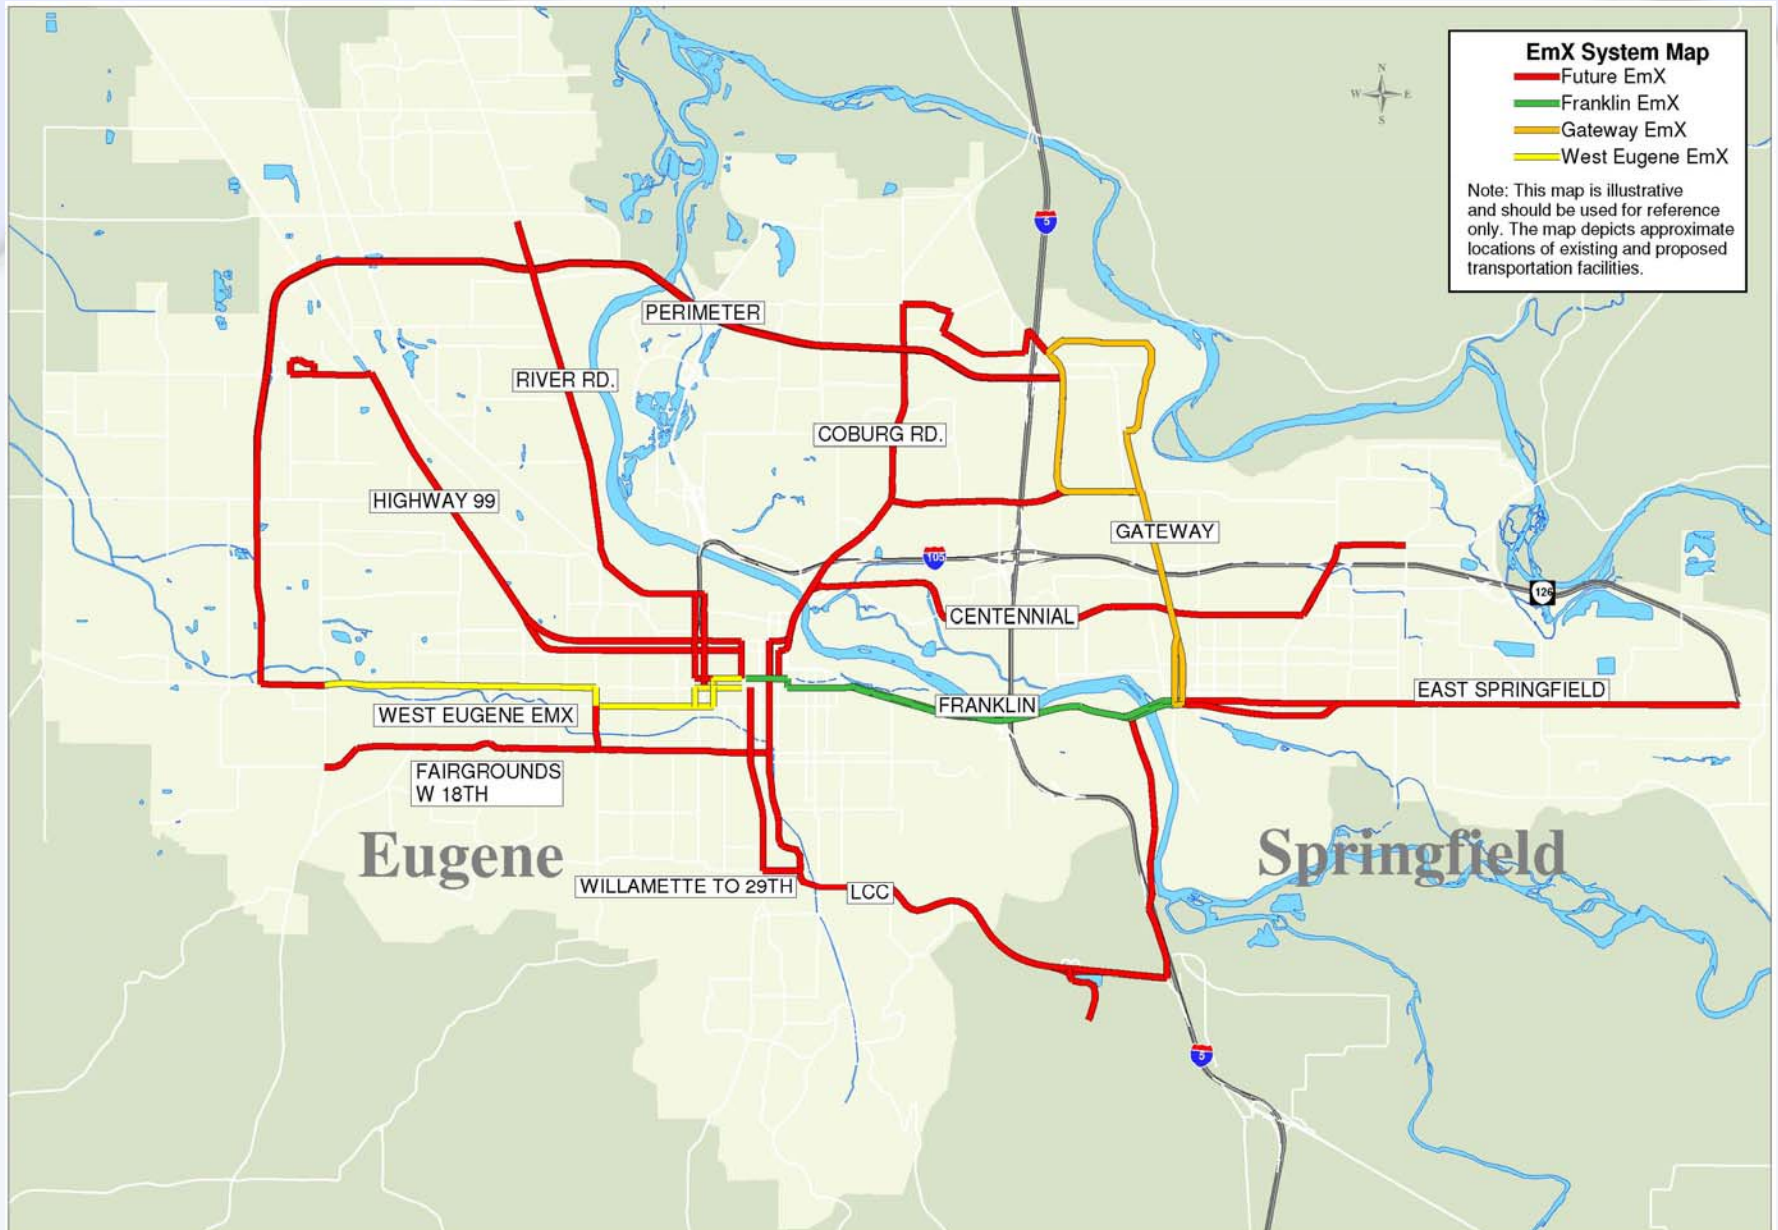 EmX System Map
Future EmX
Franklin EmX
Gateway EmX
West Eugene EmX
Note: This map is illustrative
and should be used for reference
only. The map depicts approximate
locations of existing and proposed
transportation facilities.
N
W E
S
5
PERIMETER
RIVER RD.
COBURG RD.
HIGHWAY 99
GATEWAY
105
126
CENTENNIAL
EAST SPRINGFIELD
FRANKLIN
WEST EUGENE EMX
FAIRGROUNDS
W 18TH
Eugene
Springfield
WILLAMETTE TO 29TH
LCC
5